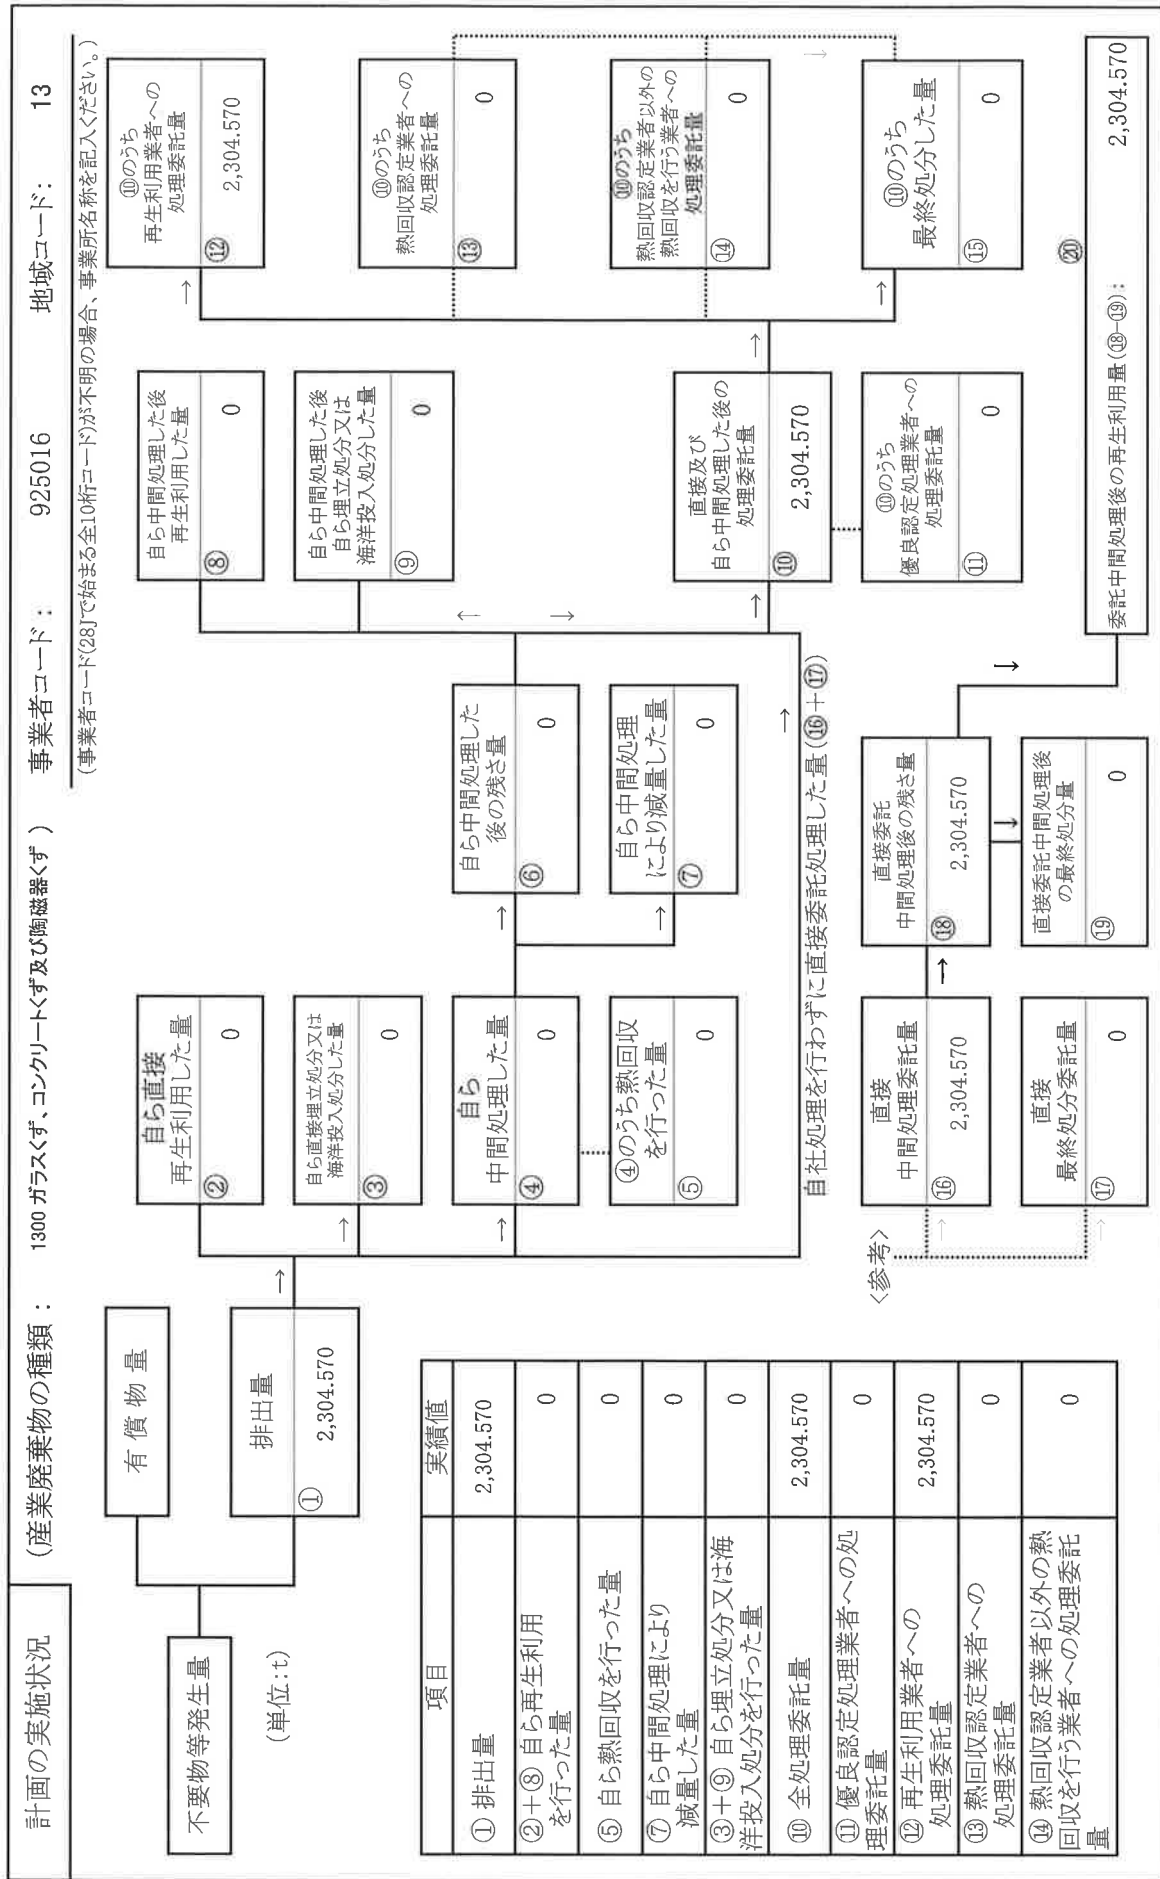 計画の実施状況
(産業廃棄物の種類： 1300 ガラスくず、コンクリートくず及び陶磁器くず )
事業者コード： 925016 地域コード： 13
(事業者コード(「28」で始まる全10桁コード)が不明の場合、事業所名称を記入ください。)
不要物等発生量
(単位:t)
有 償 物 量
排出量
① 2,304.570
→
自ら直接
再生利用した量
② 0
→
自ら直接埋立処分又は
海洋投入処分した量
③ 0
→
自ら
中間処理した量
④ 0
④のうち熱回収
を行った量
⑤ 0
→
自ら中間処理した
後の残さ量
⑥ 0
→
自ら中間処理
により減量した量
⑦ 0
↑
↓
自ら中間処理した後
再生利用した量
⑧ 0
自ら中間処理した後
自ら埋立処分又は
海洋投入処分した量
⑨ 0
→
自社処理を行わずに直接委託処理した量(⑯＋⑰)
→
直接及び
自ら中間処理した後の
処理委託量
⑩ 2,304.570
⑩のうち
優良認定処理業者への
処理委託量
⑪ 0
→
→
⑩のうち
再生利用業者への
処理委託量
⑫ 2,304.570
⑩のうち
熱回収認定業者への
処理委託量
⑬ 0
⑩のうち
熱回収認定業者以外の
熱回収を行う業者への
処理委託量
⑭ 0
↓
→
⑩のうち
最終処分した量
⑮ 0
<参考>
→
直接
中間処理委託量
⑯ 2,304.570
→
直接
最終処分委託量
⑰ 0
→
直接委託
中間処理後の残さ量
⑱ 2,304.570
↓
直接委託中間処理後
の最終処分量
⑲ 0
↓
⑳
委託中間処理後の再生利用量(⑱-⑲)： 2,304.570
項目 実績値
① 排出量 2,304.570
②＋⑧ 自ら再生利用
を行った量 0
⑤ 自ら熱回収を行った量 0
⑦ 自ら中間処理により
減量した量 0
③＋⑨ 自ら埋立処分又は海
洋投入処分を行った量 0
⑩ 全処理委託量 2,304.570
⑪ 優良認定処理業者への処
理委託量 0
⑫ 再生利用業者への
処理委託量 2,304.570
⑬ 熱回収認定業者への
処理委託量 0
⑭ 熱回収認定業者以外の熱
回収を行う業者への処理委託
量 0